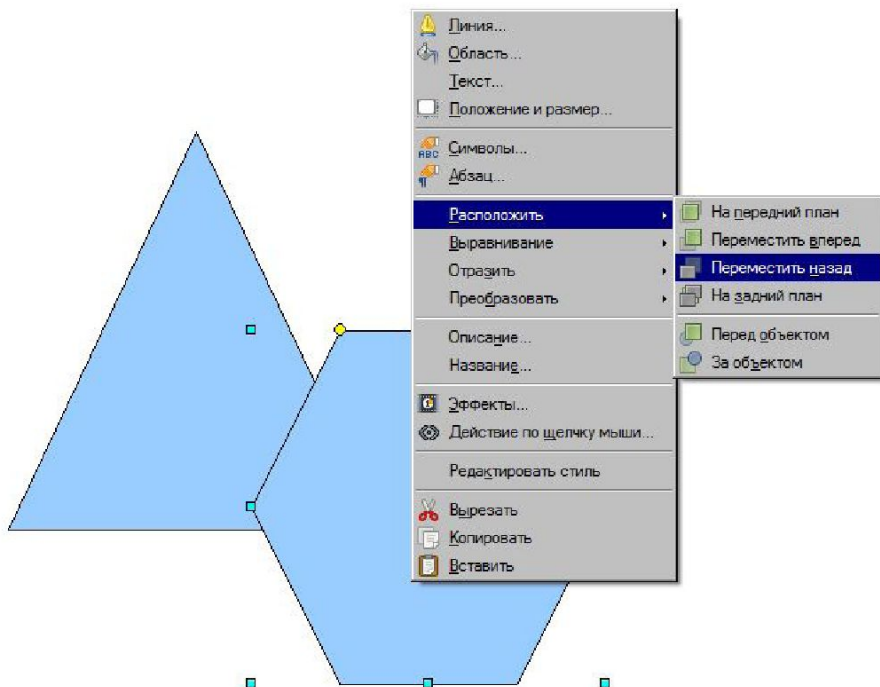 Линия...
Область...
Текст...
Положение и размер...
ABC
Символы...
Абзац...
Расположить
Выравнивание
Отразить
Преобразовать
Описание...
Название...
Эффекты...
Действие по щелчку мыши...
Редактировать стиль
Вырезать
Копировать
Вставить
На передний план
Переместить вперед
Переместить назад
На задний план
Перед объектом
За объектом